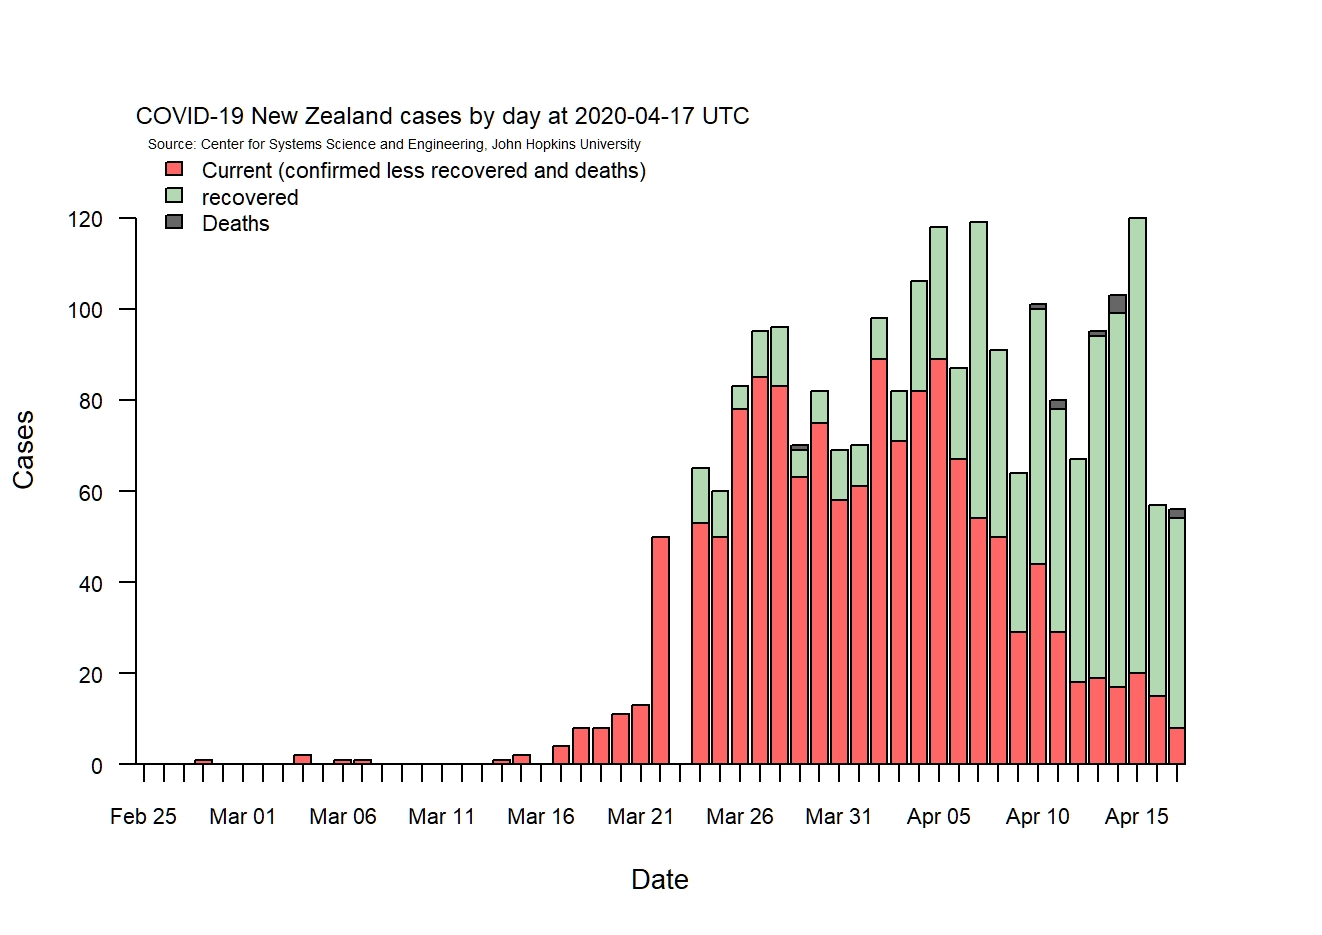 COVID-19 New Zealand cases by day at 2020-04-17 UTC
Source: Center for Systems Science and Engineering, John Hopkins University
Current (confirmed less recovered and deaths)
recovered
Deaths
120
100
80
60
40
20
0
Cases
Feb 25 Mar 01 Mar 06 Mar 11 Mar 16 Mar 21 Mar 26 Mar 31 Apr 05 Apr 10 Apr 15
Date